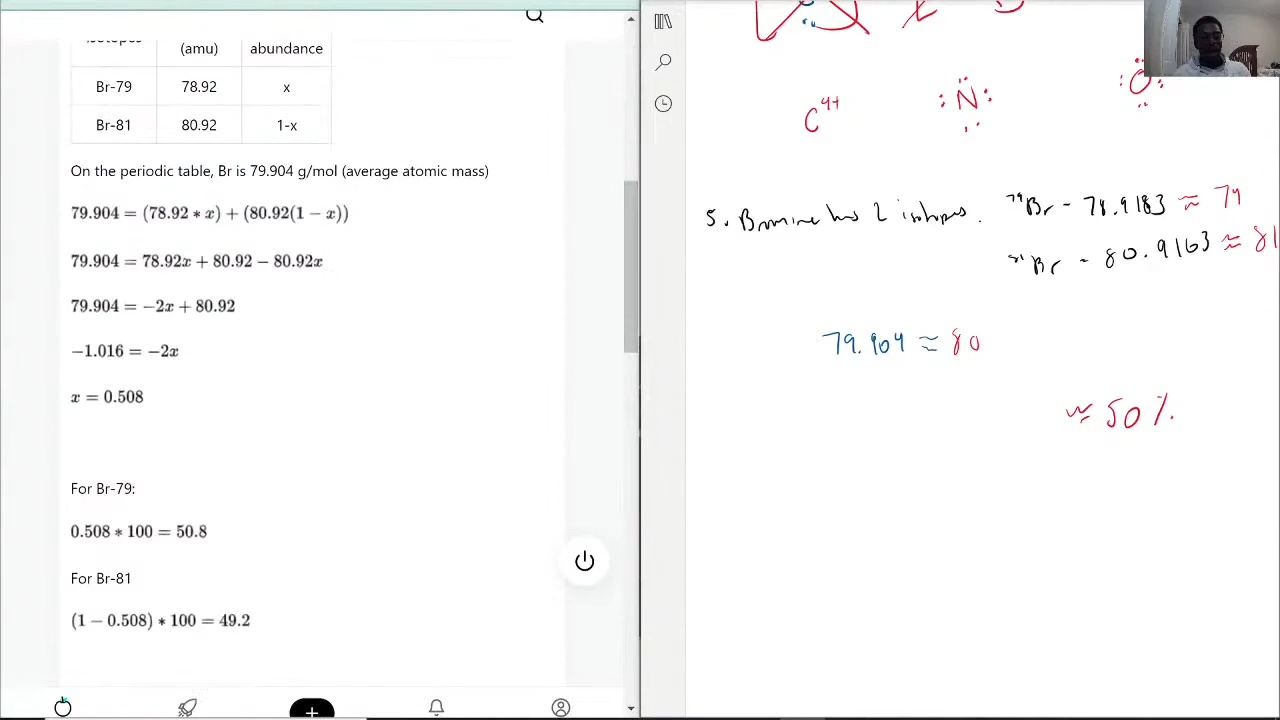 isotopes (amu) abundance
Br-79 78.92 x
Br-81 80.92 1-x
On the periodic table, Br is 79.904 g/mol (average atomic mass)
79.904 = (78.92 * x) + (80.92(1 − x))
79.904 = 78.92x + 80.92 − 80.92x
79.904 = −2x + 80.92
−1.016 = −2x
x = 0.508
For Br-79:
0.508 * 100 = 50.8
For Br-81
(1 − 0.508) * 100 = 49.2
C⁴⁺ N O
5. Bromine has 2 isotopes. ⁷⁹Br - 78.9183 ≈ 79
⁸¹Br - 80.9163 ≈ 81
79.904 ≈ 80
≈ 50%